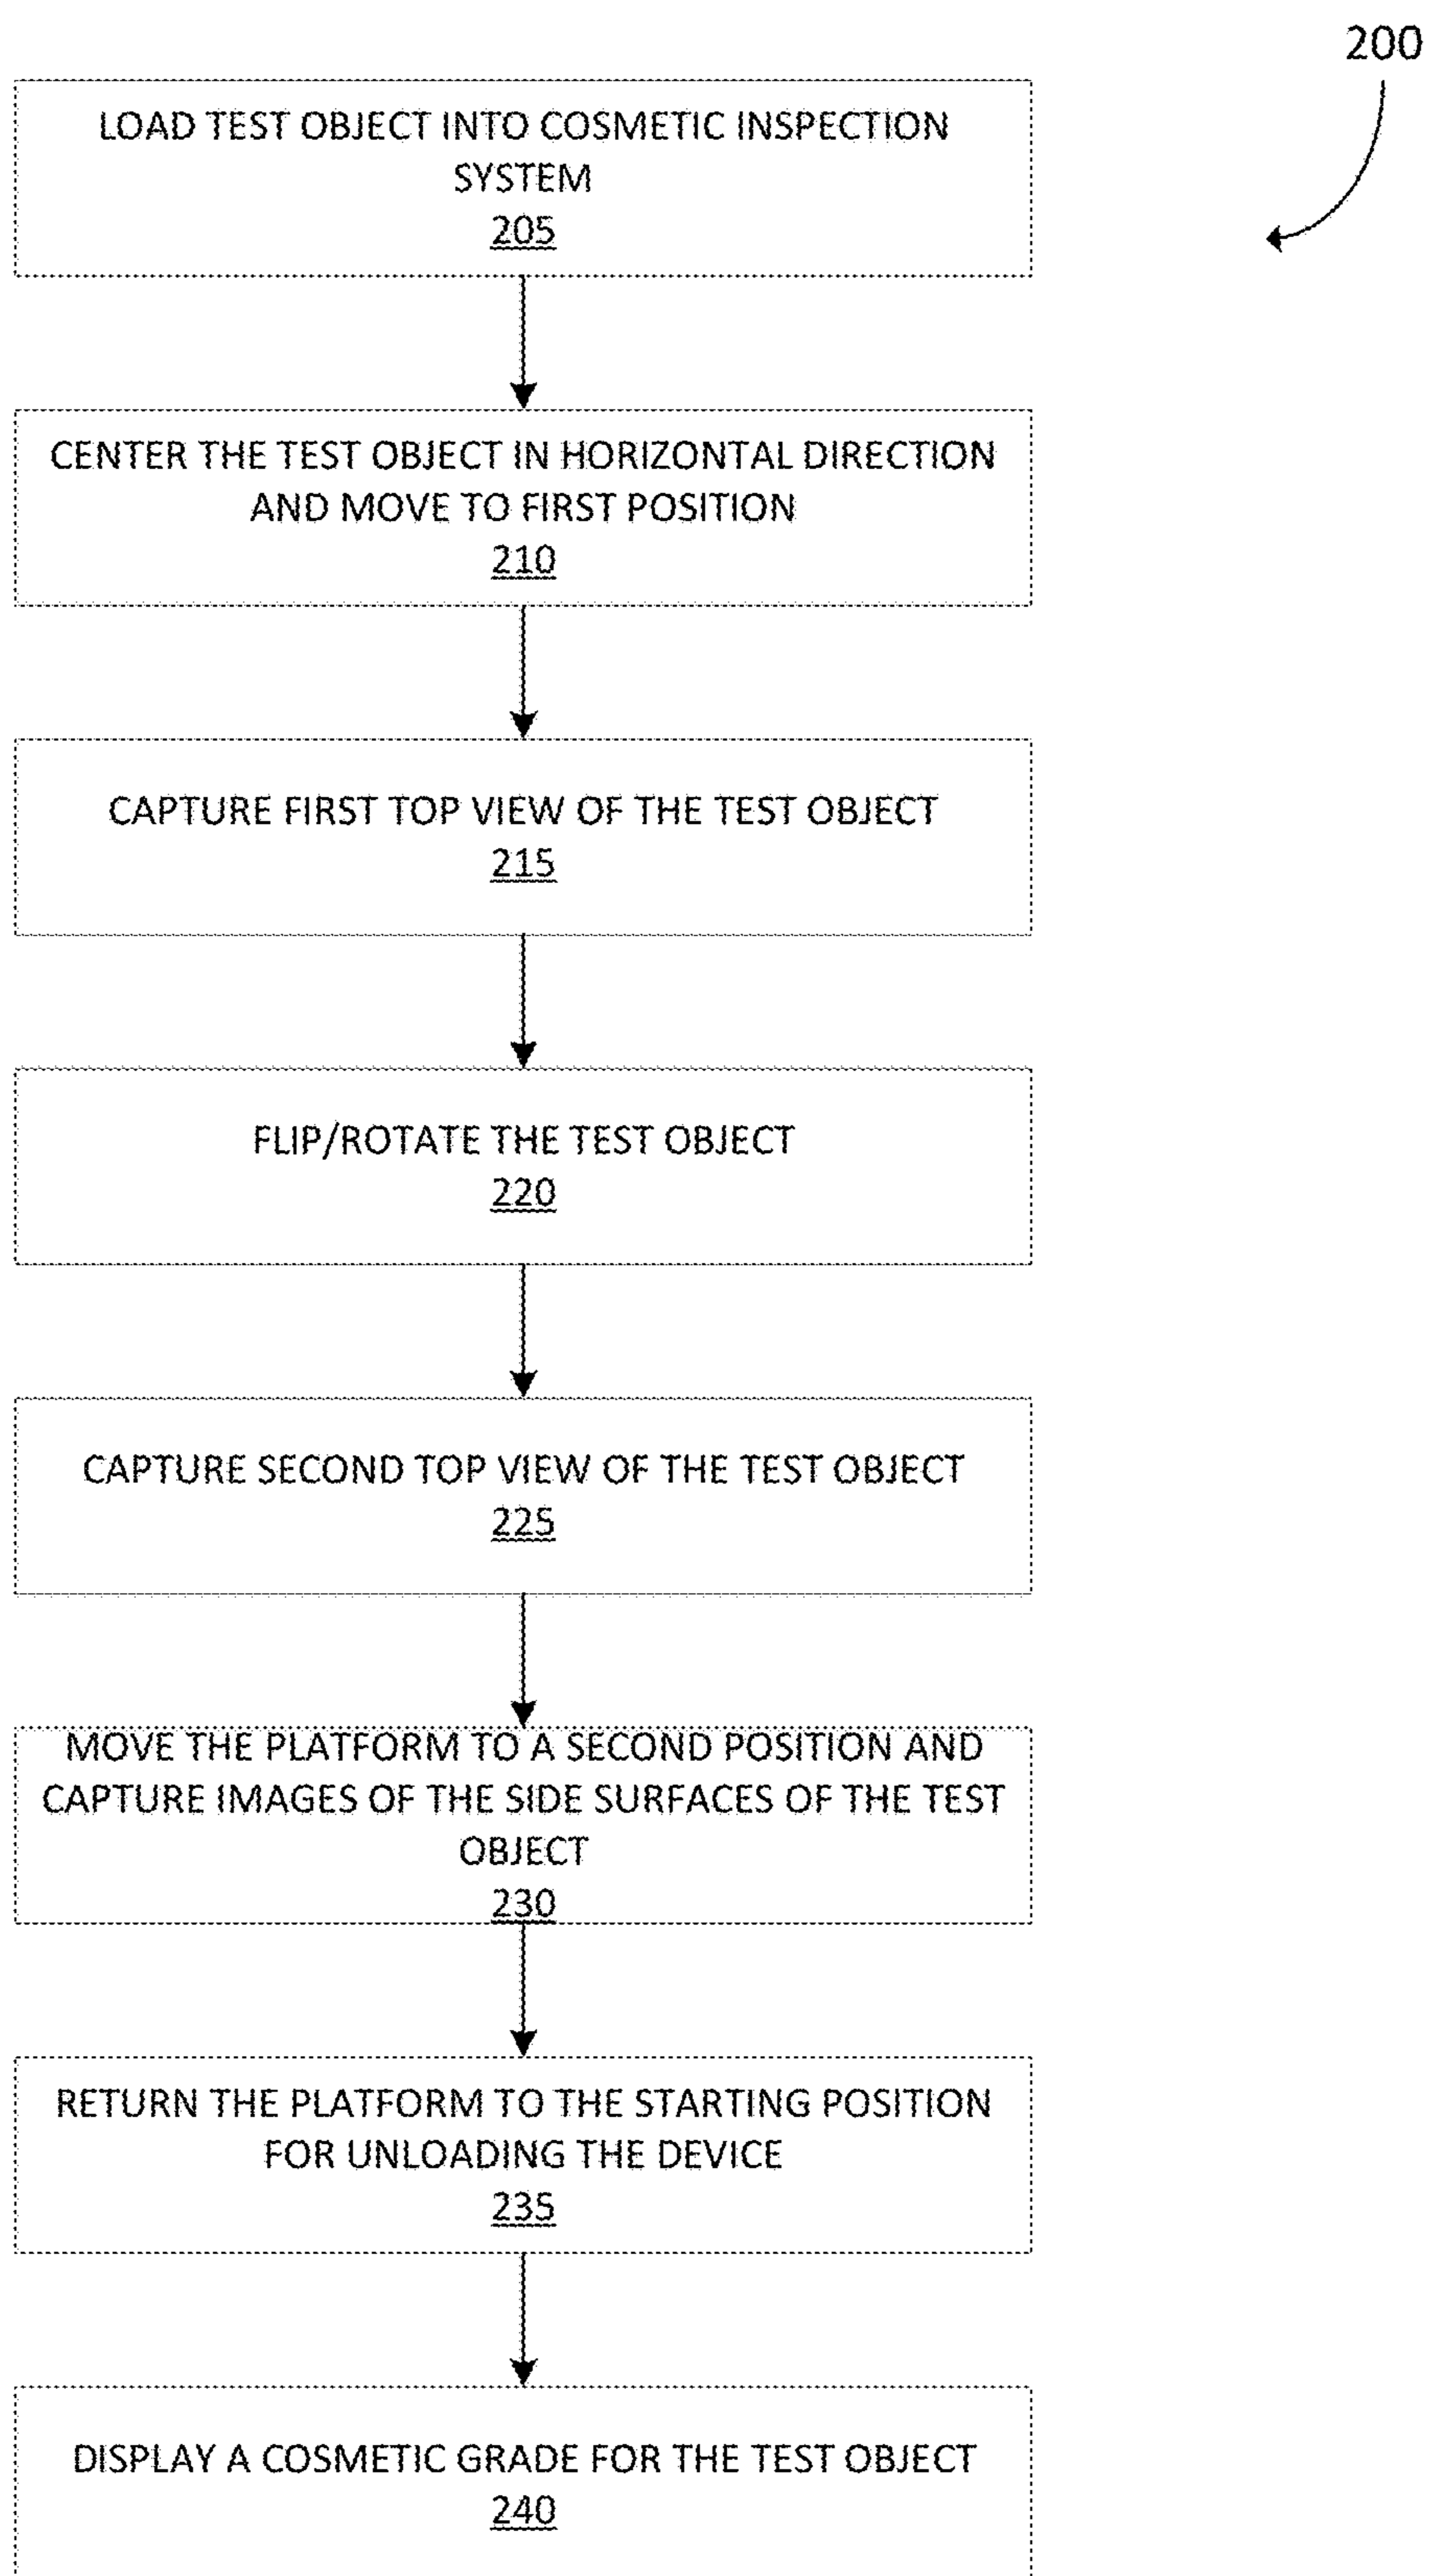 200
LOAD TEST OBJECT INTO COSMETIC INSPECTION
SYSTEM
205
CENTER THE TEST OBJECT IN HORIZONTAL DIRECTION
AND MOVE TO FIRST POSITION
210
CAPTURE FIRST TOP VIEW OF THE TEST OBJECT
215
FLIP/ROTATE THE TEST OBJECT
220
CAPTURE SECOND TOP VIEW OF THE TEST OBJECT
225
MOVE THE PLATFORM TO A SECOND POSITION AND
CAPTURE IMAGES OF THE SIDE SURFACES OF THE TEST
OBJECT
230
RETURN THE PLATFORM TO THE STARTING POSITION
FOR UNLOADING THE DEVICE
235
DISPLAY A COSMETIC GRADE FOR THE TEST OBJECT
240